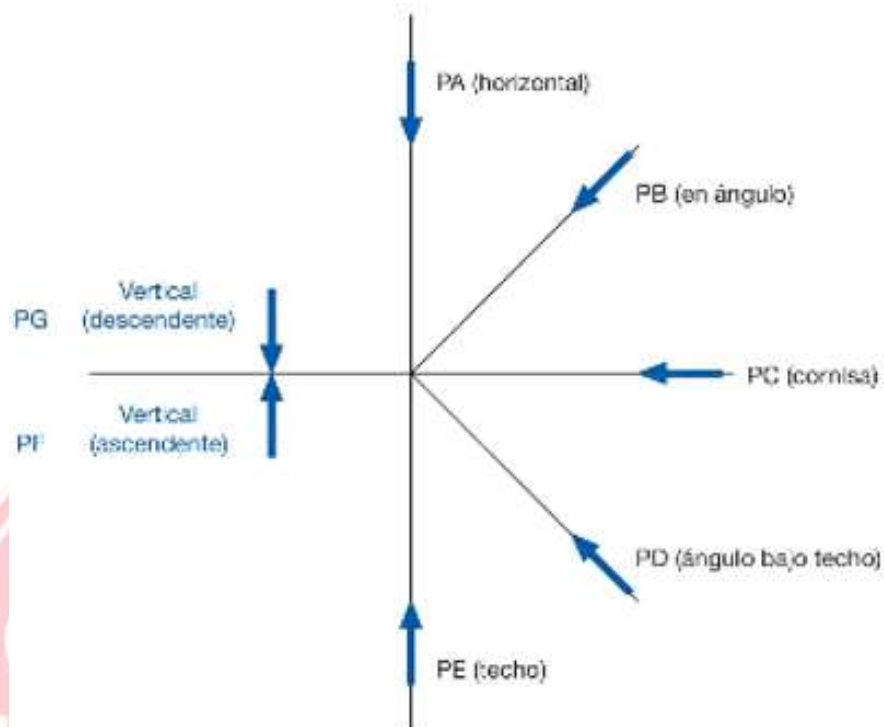 PA (horizontal)
PB (en ángulo)
PG
Vertical
(descendente)
PC (cornisa)
PF
Vertical
(ascendente)
PD (ángulo bajo techo)
PE (techo)